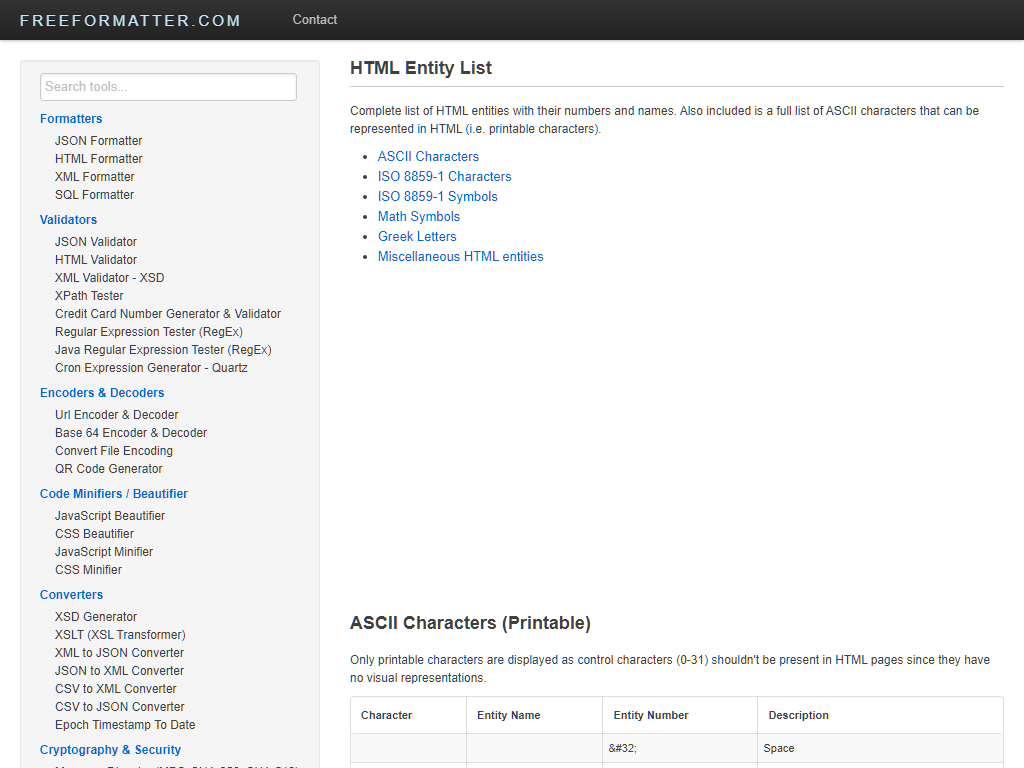 FREEFORMATTER.COM
Contact
Search tools...
Formatters
JSON Formatter
HTML Formatter
XML Formatter
SQL Formatter
Validators
JSON Validator
HTML Validator
XML Validator - XSD
XPath Tester
Credit Card Number Generator & Validator
Regular Expression Tester (RegEx)
Java Regular Expression Tester (RegEx)
Cron Expression Generator - Quartz
Encoders & Decoders
Url Encoder & Decoder
Base 64 Encoder & Decoder
Convert File Encoding
QR Code Generator
Code Minifiers / Beautifier
JavaScript Beautifier
CSS Beautifier
JavaScript Minifier
CSS Minifier
Converters
XSD Generator
XSLT (XSL Transformer)
XML to JSON Converter
JSON to XML Converter
CSV to XML Converter
CSV to JSON Converter
Epoch Timestamp To Date
Cryptography & Security
HTML Entity List
Complete list of HTML entities with their numbers and names. Also included is a full list of ASCII characters that can be
represented in HTML (i.e. printable characters).
ASCII Characters
ISO 8859-1 Characters
ISO 8859-1 Symbols
Math Symbols
Greek Letters
Miscellaneous HTML entities
ASCII Characters (Printable)
Only printable characters are displayed as control characters (0-31) shouldn't be present in HTML pages since they have
no visual representations.
Character Entity Name Entity Number Description
&#32; Space